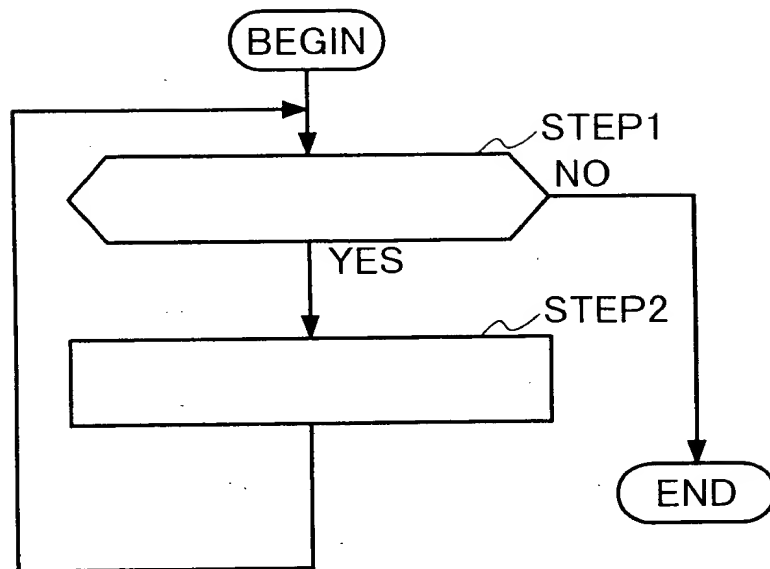 BEGIN
STEP1
NO
YES
STEP2
END